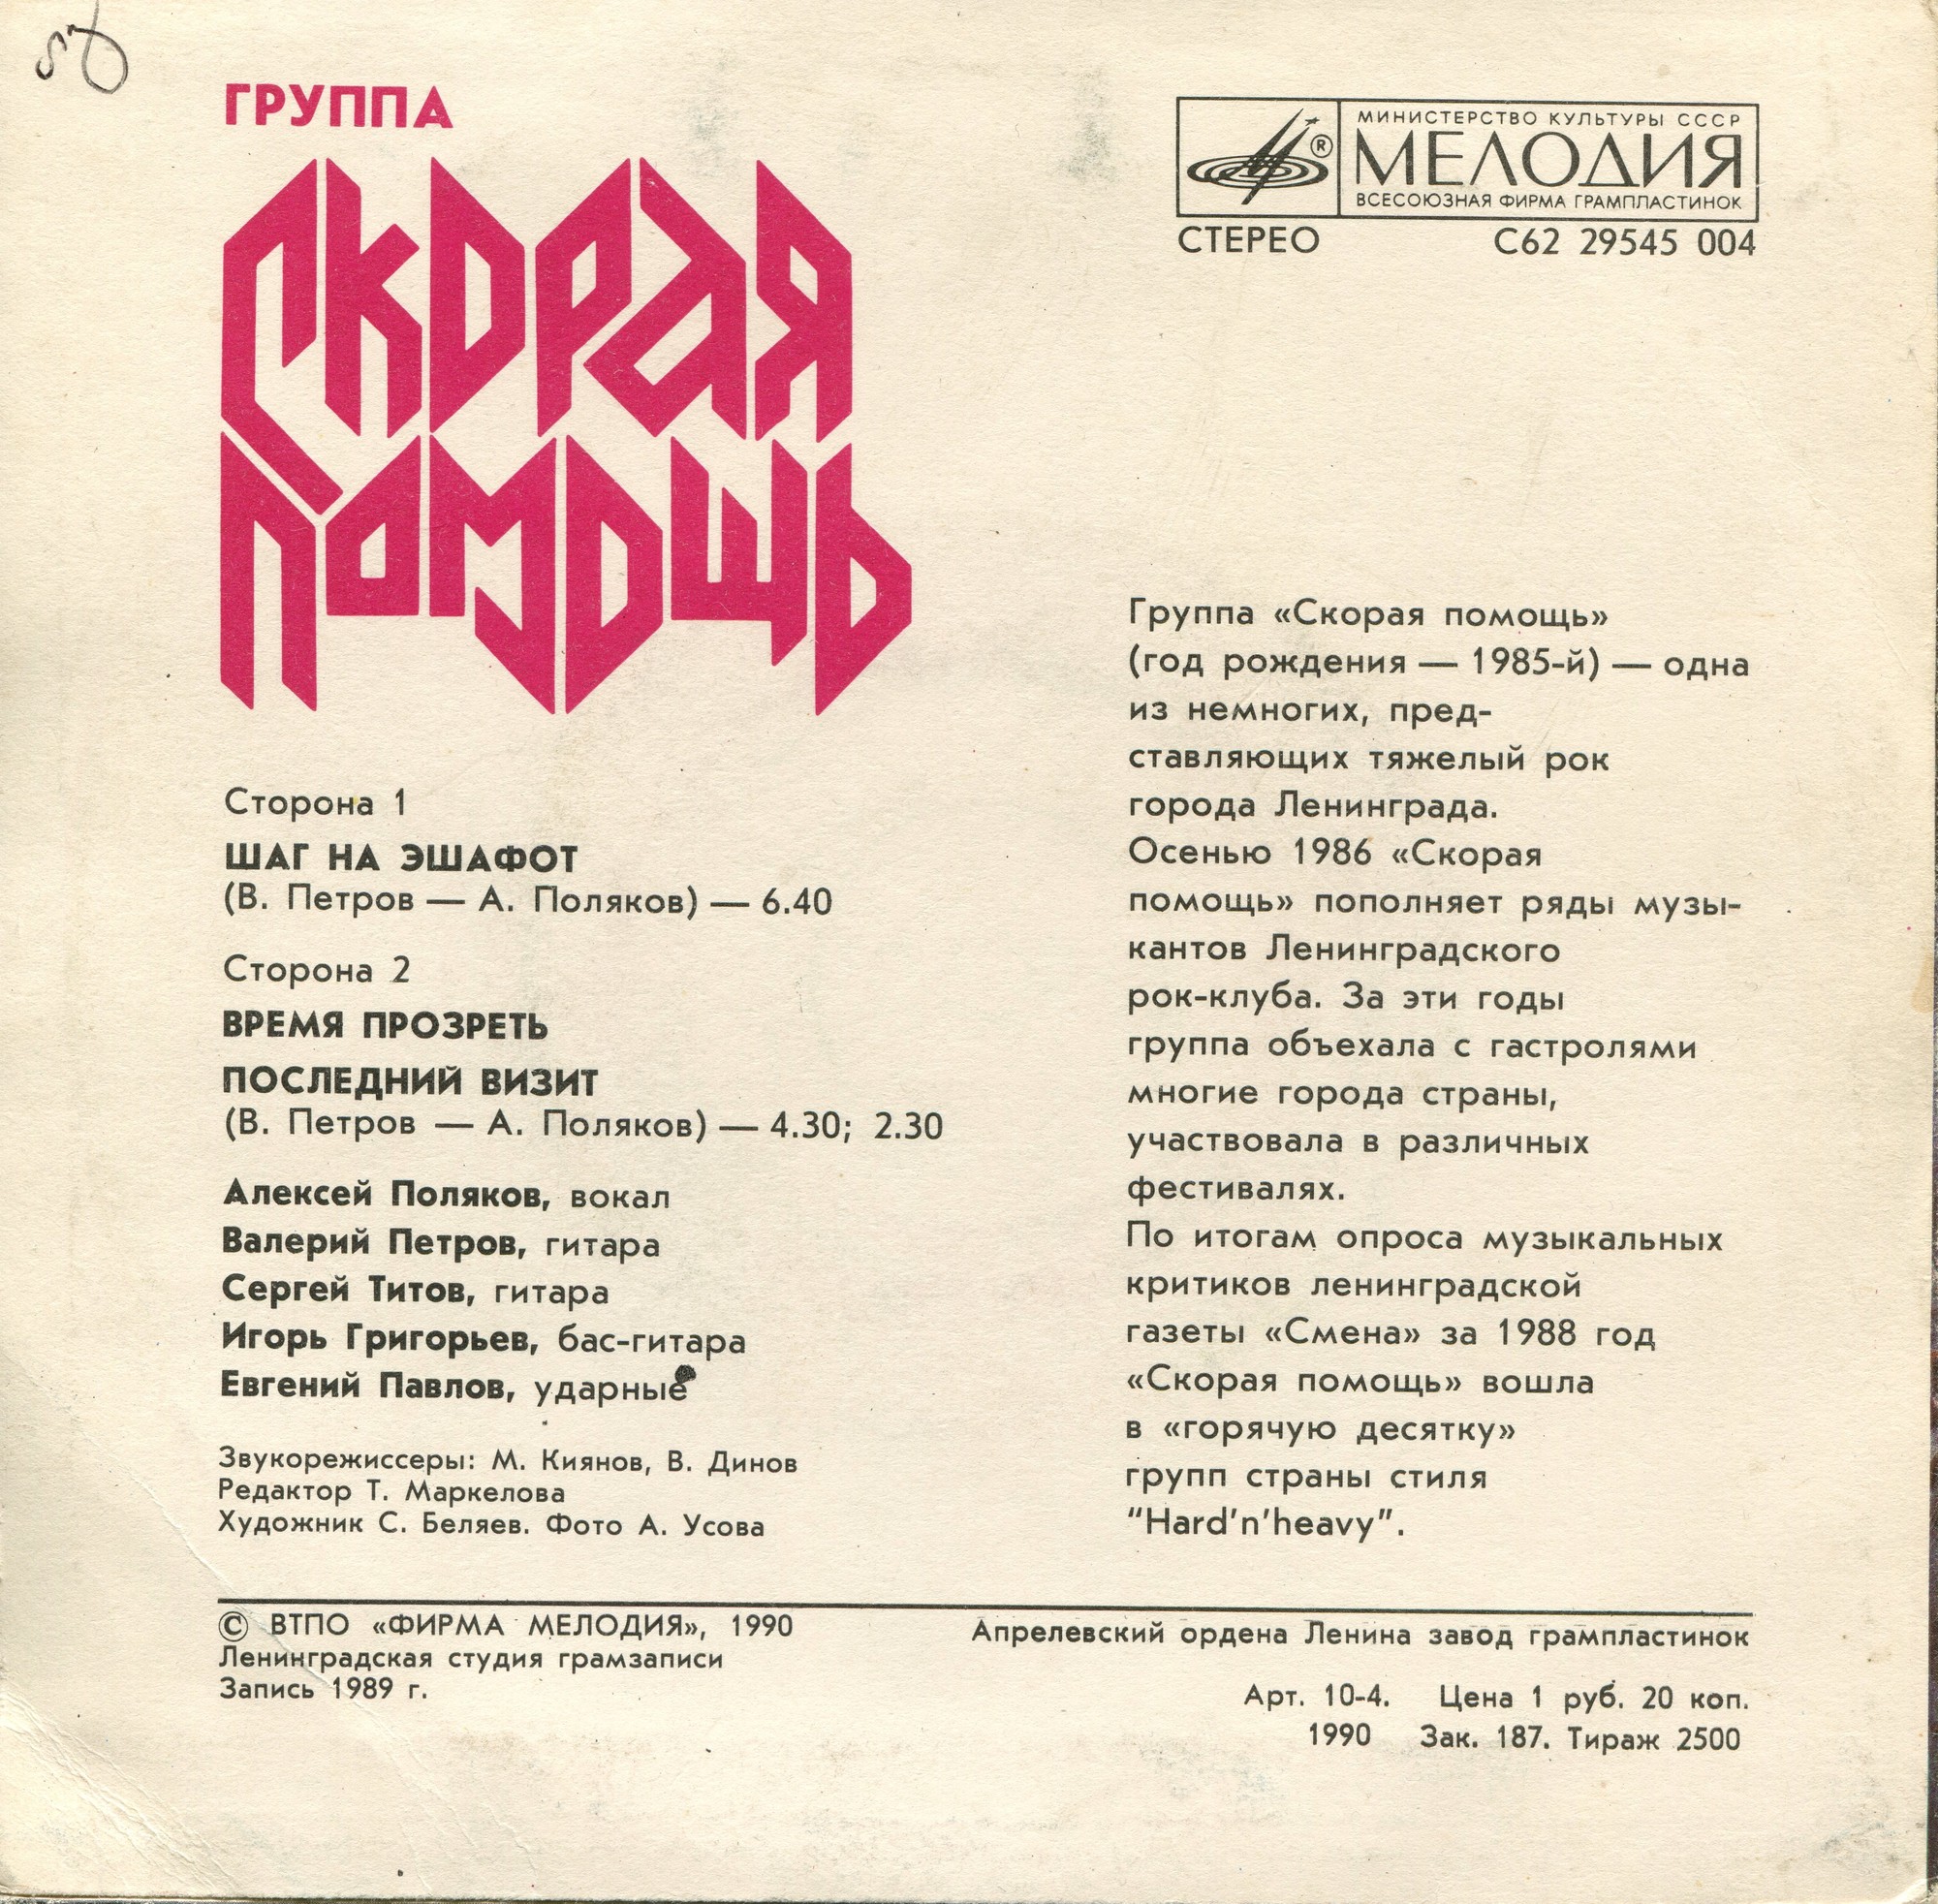 ГРУППА
СКОРАЯ
ПОМОЩЬ
МИНИСТЕРСТВО КУЛЬТУРЫ СССР
МЕЛОДИЯ
ВСЕСОЮЗНАЯ ФИРМА ГРАМПЛАСТИНОК
®
СТЕРЕО С62 29545 004
Сторона 1
ШАГ НА ЭШАФОТ
(В. Петров — А. Поляков) — 6.40
Сторона 2
ВРЕМЯ ПРОЗРЕТЬ
ПОСЛЕДНИЙ ВИЗИТ
(В. Петров — А. Поляков) — 4.30; 2.30
Алексей Поляков, вокал
Валерий Петров, гитара
Сергей Титов, гитара
Игорь Григорьев, бас-гитара
Евгений Павлов, ударные
Звукорежиссеры: М. Киянов, В. Динов
Редактор Т. Маркелова
Художник С. Беляев. Фото А. Усова
Группа «Скорая помощь»
(год рождения — 1985-й) — одна
из немногих, пред-
ставляющих тяжелый рок
города Ленинграда.
Осенью 1986 «Скорая
помощь» пополняет ряды музы-
кантов Ленинградского
рок-клуба. За эти годы
группа объехала с гастролями
многие города страны,
участвовала в различных
фестивалях.
По итогам опроса музыкальных
критиков ленинградской
газеты «Смена» за 1988 год
«Скорая помощь» вошла
в «горячую десятку»
групп страны стиля
“Hard’n’heavy”.
© ВТПО «ФИРМА МЕЛОДИЯ», 1990
Ленинградская студия грамзаписи
Запись 1989 г.
Апрелевский ордена Ленина завод грампластинок
Арт. 10-4. Цена 1 руб. 20 коп.
1990 Зак. 187. Тираж 2500